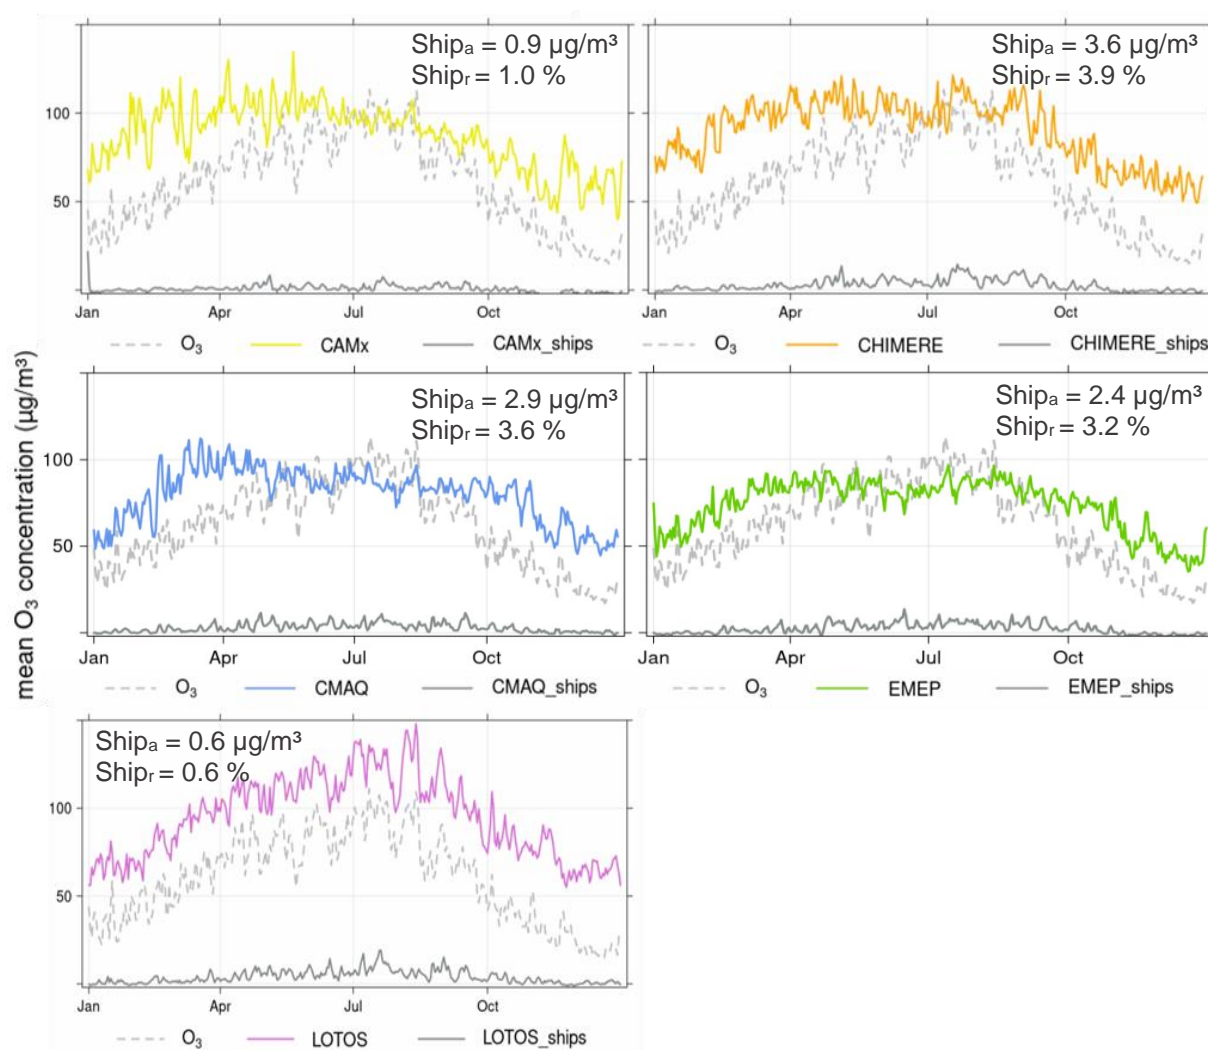 mean O₃ concentration (µg/m³)
Shipₐ = 0.9 µg/m³
Shipᵣ = 1.0 %
100
50
Jan Apr Jul Oct
O₃ CAMx CAMx_ships
Shipₐ = 3.6 µg/m³
Shipᵣ = 3.9 %
100
50
Jan Apr Jul Oct
O₃ CHIMERE CHIMERE_ships
Shipₐ = 2.9 µg/m³
Shipᵣ = 3.6 %
100
50
Jan Apr Jul Oct
O₃ CMAQ CMAQ_ships
Shipₐ = 2.4 µg/m³
Shipᵣ = 3.2 %
100
50
Jan Apr Jul Oct
O₃ EMEP EMEP_ships
Shipₐ = 0.6 µg/m³
Shipᵣ = 0.6 %
100
50
Jan Apr Jul Oct
O₃ LOTOS LOTOS_ships